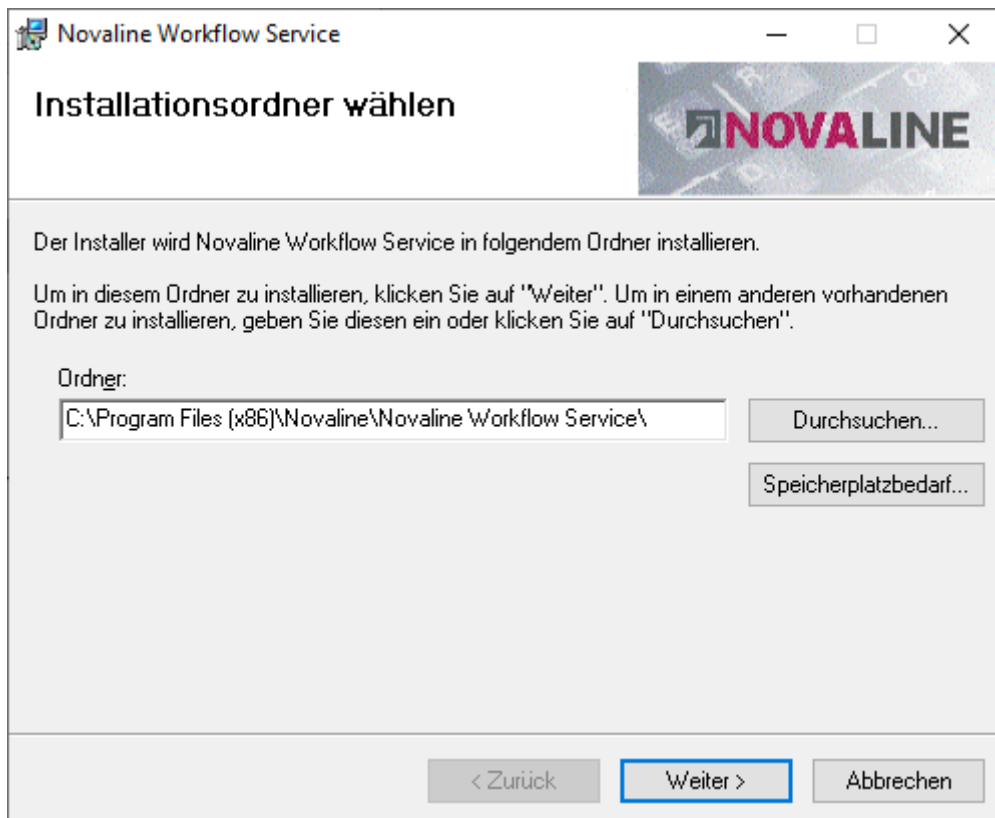 Novaline Workflow Service
Installationsordner wählen
NOVALINE
Der Installer wird Novaline Workflow Service in folgendem Ordner installieren.
Um in diesem Ordner zu installieren, klicken Sie auf "Weiter". Um in einem anderen vorhandenen
Ordner zu installieren, geben Sie diesen ein oder klicken Sie auf "Durchsuchen".
Ordner:
C:\Program Files (x86)\Novaline\Novaline Workflow Service\
Durchsuchen...
Speicherplatzbedarf...
< Zurück
Weiter >
Abbrechen